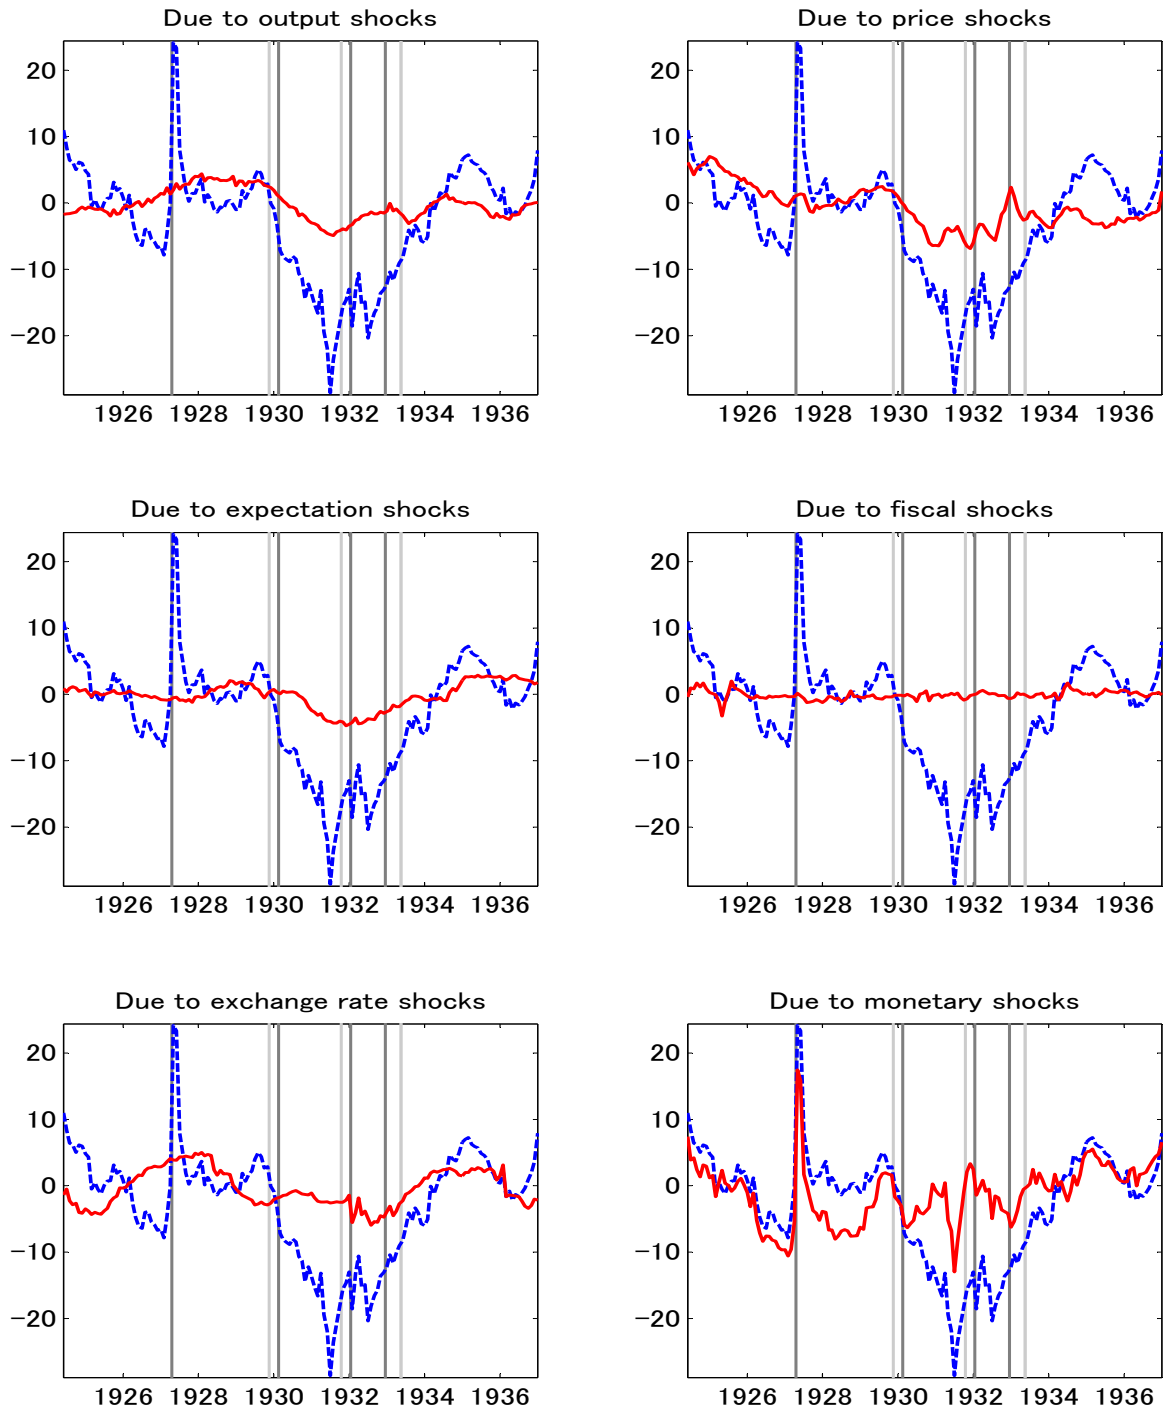 Due to output shocks
20
10
0
−10
−20
1926 1928 1930 1932 1934 1936
Due to price shocks
20
10
0
−10
−20
1926 1928 1930 1932 1934 1936
Due to expectation shocks
20
10
0
−10
−20
1926 1928 1930 1932 1934 1936
Due to fiscal shocks
20
10
0
−10
−20
1926 1928 1930 1932 1934 1936
Due to exchange rate shocks
20
10
0
−10
−20
1926 1928 1930 1932 1934 1936
Due to monetary shocks
20
10
0
−10
−20
1926 1928 1930 1932 1934 1936